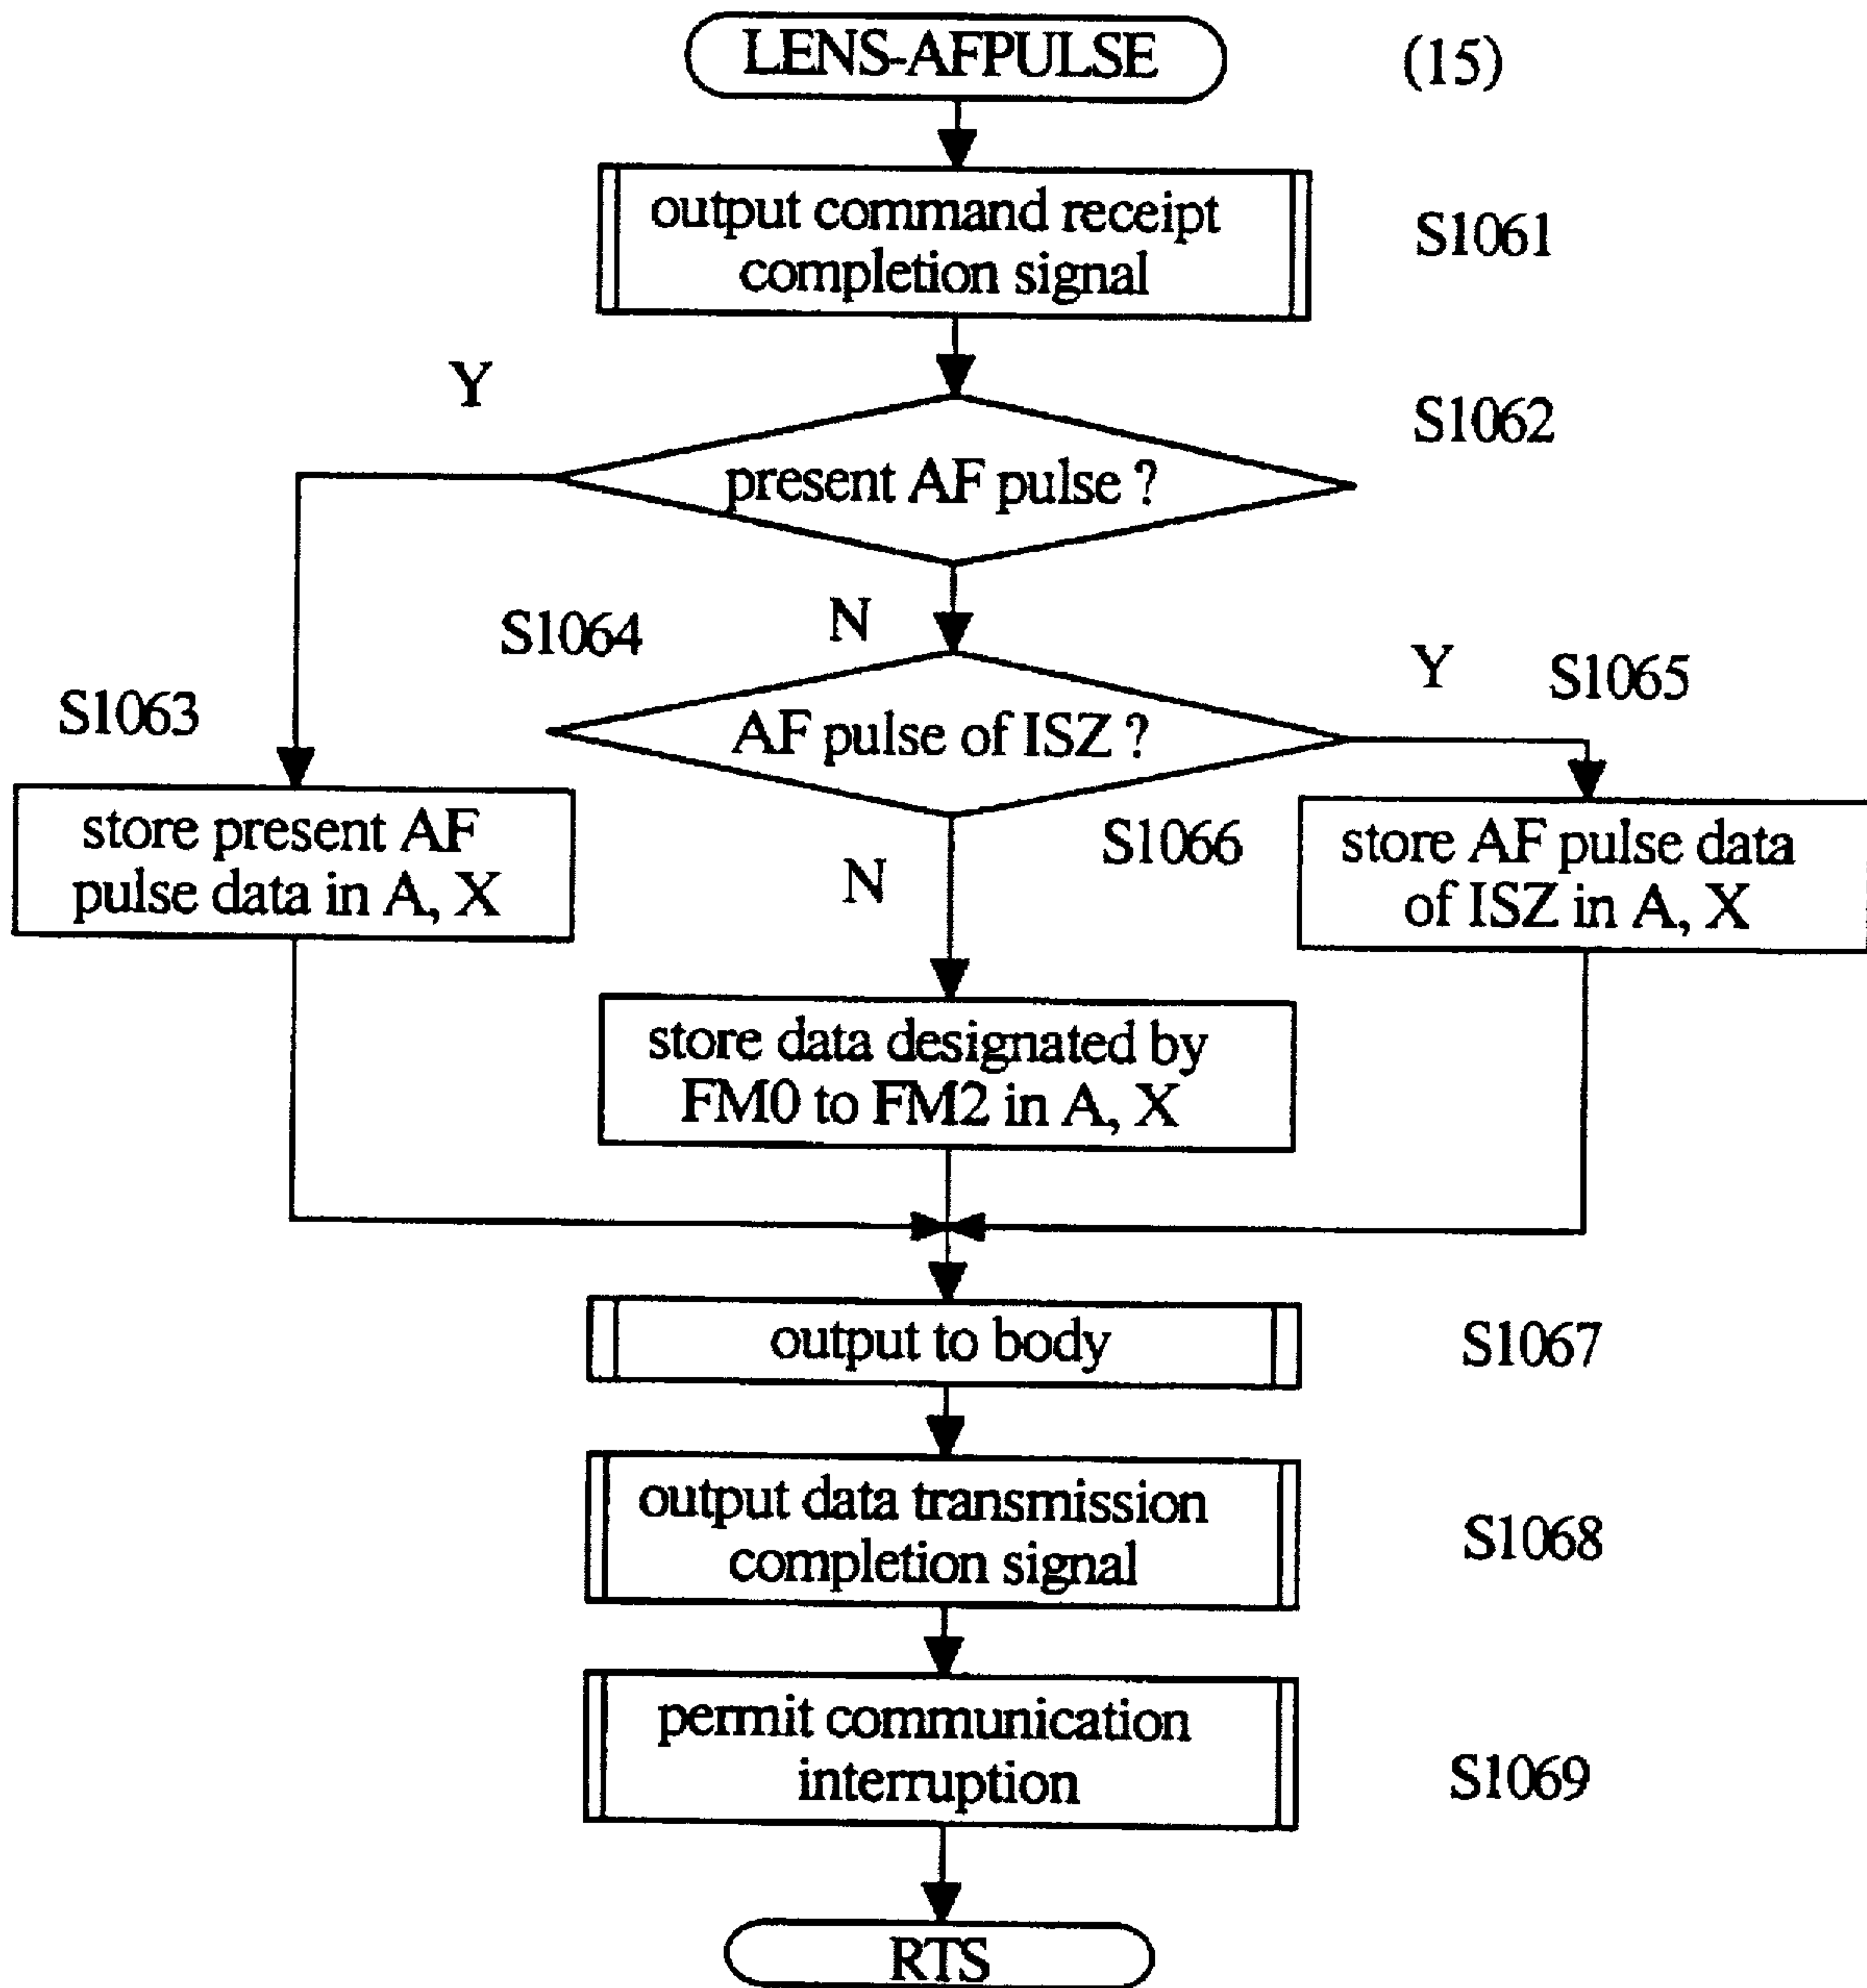 LENS-AFPULSE
(15)
output command receipt
completion signal
S1061
Y
S1062
present AF pulse ?
S1064
N
Y
S1065
S1063
AF pulse of ISZ ?
store present AF
pulse data in A, X
N
S1066
store AF pulse data
of ISZ in A, X
store data designated by
FM0 to FM2 in A, X
output to body
S1067
output data transmission
completion signal
S1068
permit communication
interruption
S1069
RTS